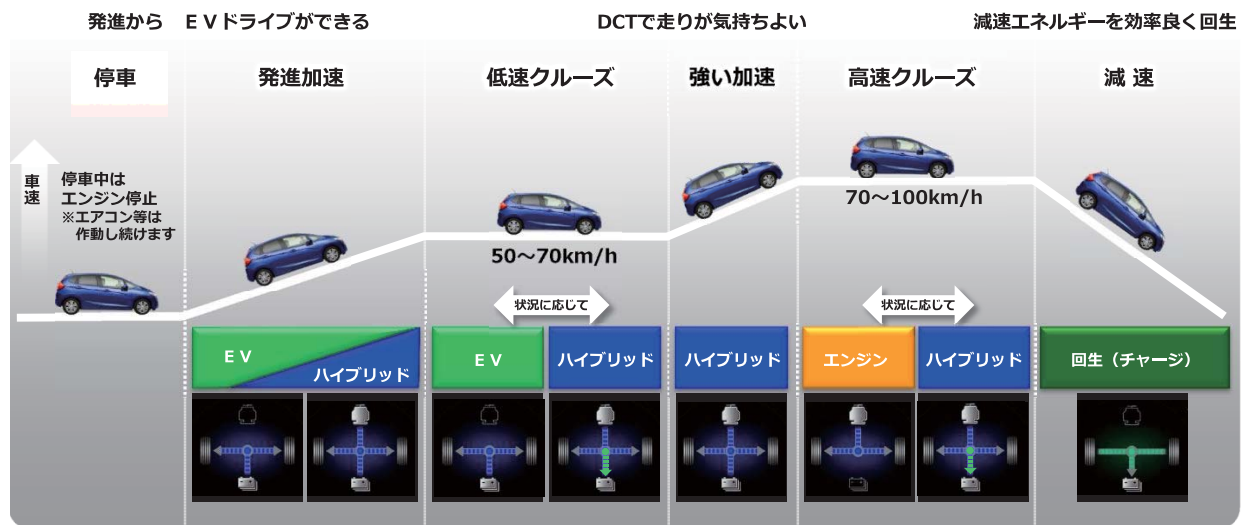 発進から EVドライブができる
DCTで走りが気持ちよい
減速エネルギーを効率良く回生
停車
発進加速
低速クルーズ
強い加速
高速クルーズ
減 速
車速
停車中は
エンジン停止
※エアコン等は
作動し続けます
50～70km/h
70～100km/h
状況に応じて
状況に応じて
EV
ハイブリッド
EV
ハイブリッド
ハイブリッド
エンジン
ハイブリッド
回生（チャージ）